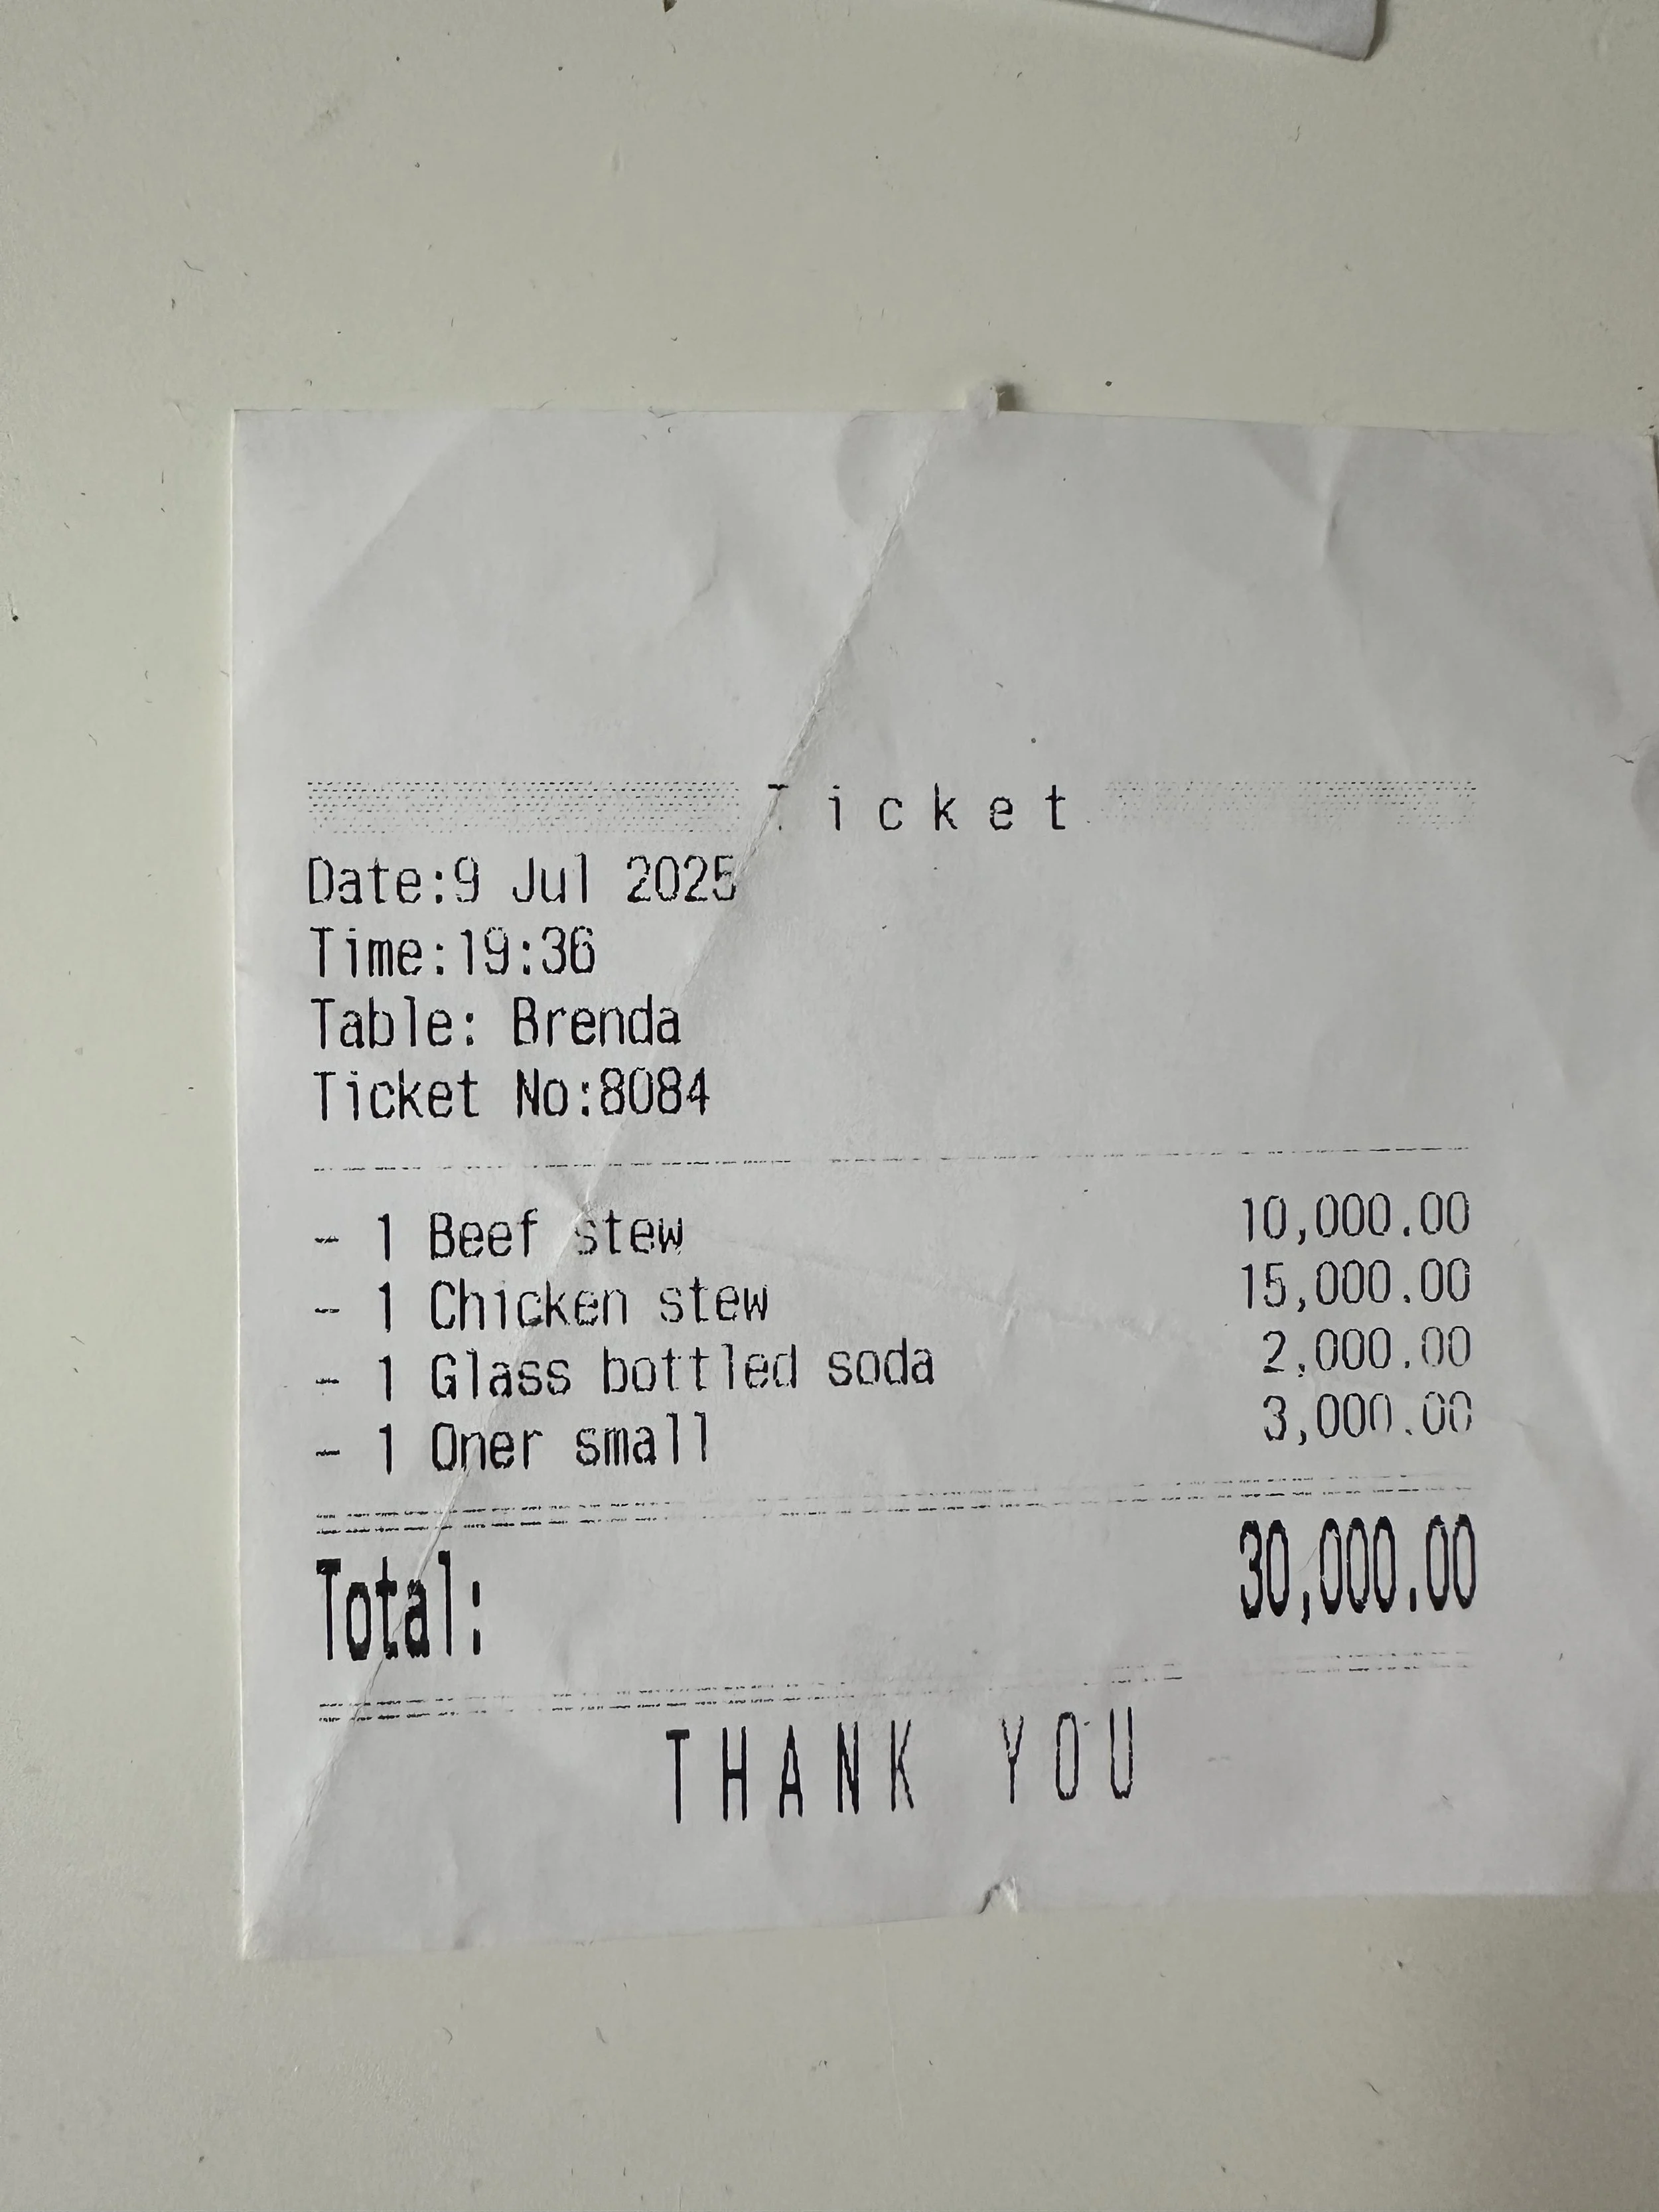 Ticket
Date:9 Jul 2025
Time:19:36
Table: Brenda
Ticket No:8084
- 1 Beef stew 10,000.00
- 1 Chicken stew 15,000.00
- 1 Glass bottled soda 2,000.00
- 1 Oner small 3,000.00
Total: 30,000.00
THANK YOU